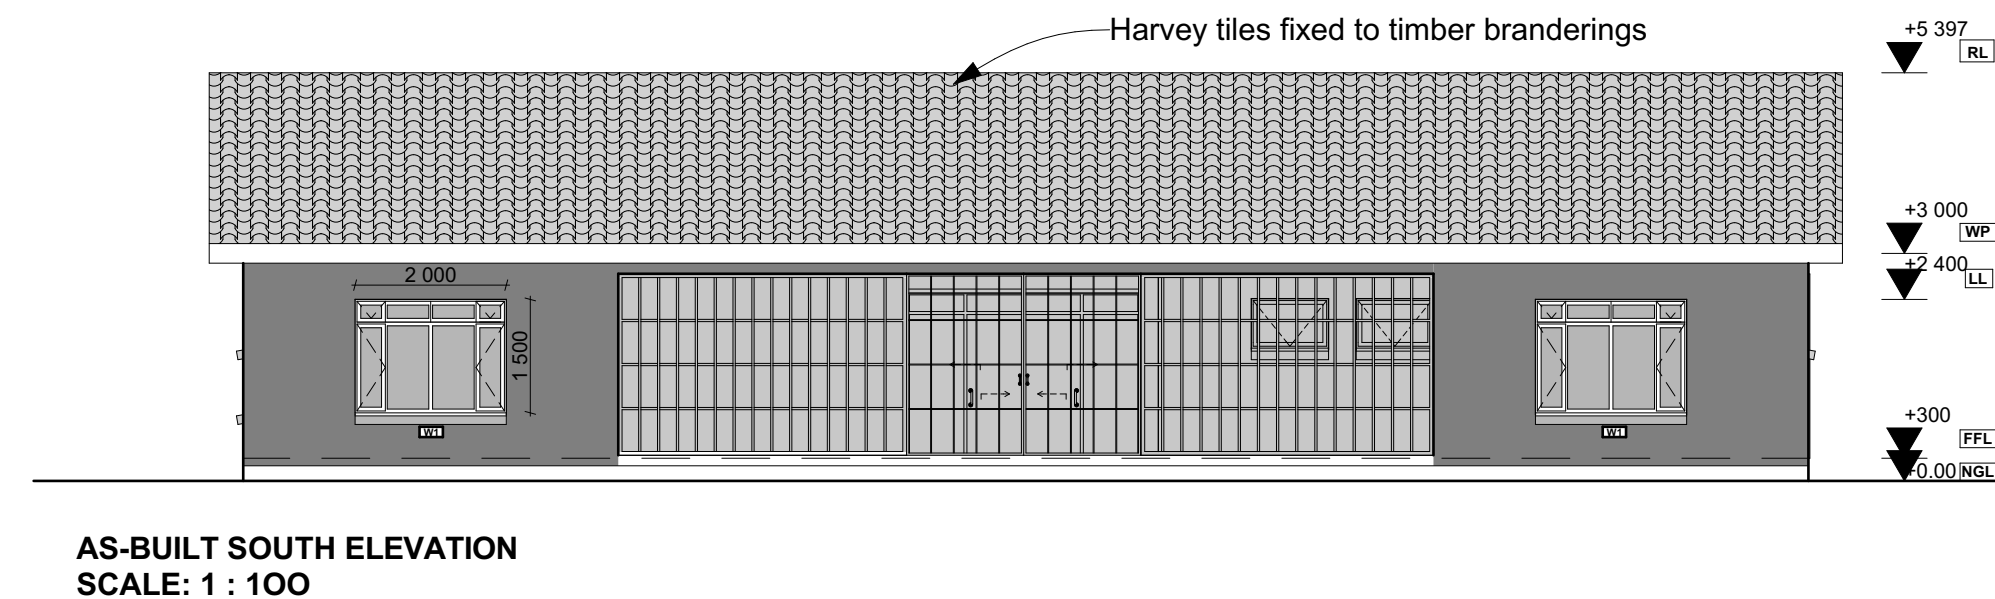 Harvey tiles fixed to timber branderings
+5 397
RL
+3 000
WP
+2 400
LL
2 000
1 500
W1
W1
+300
FFL
+0.00
NGL
AS-BUILT SOUTH ELEVATION
SCALE: 1 : 1OO